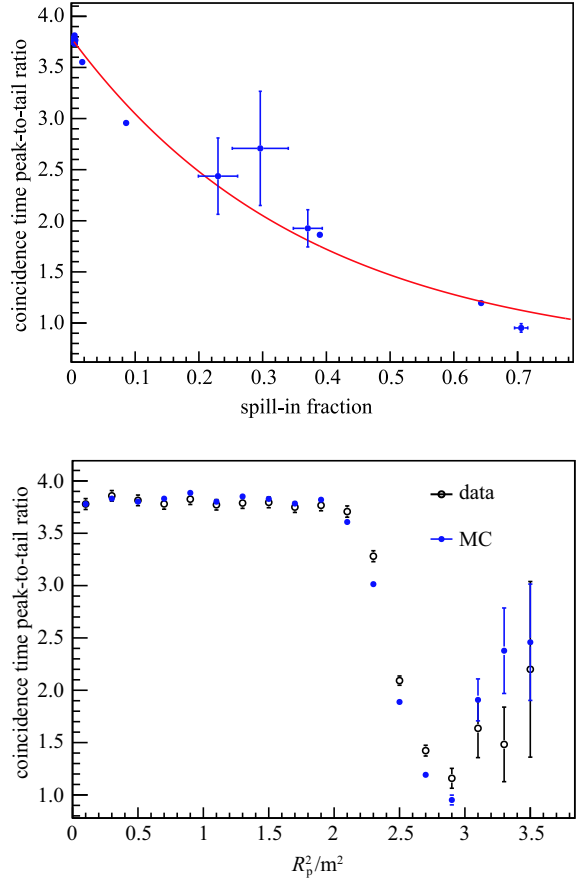 coincidence time peak-to-tail ratio
4.0
3.5
3.0
2.5
2.0
1.5
1.0
0 0.1 0.2 0.3 0.4 0.5 0.6 0.7
spill-in fraction
coincidence time peak-to-tail ratio
4.0
3.5
3.0
2.5
2.0
1.5
1.0
data
MC
0 0.5 1 1.5 2 2.5 3 3.5
R_p^2/m^2